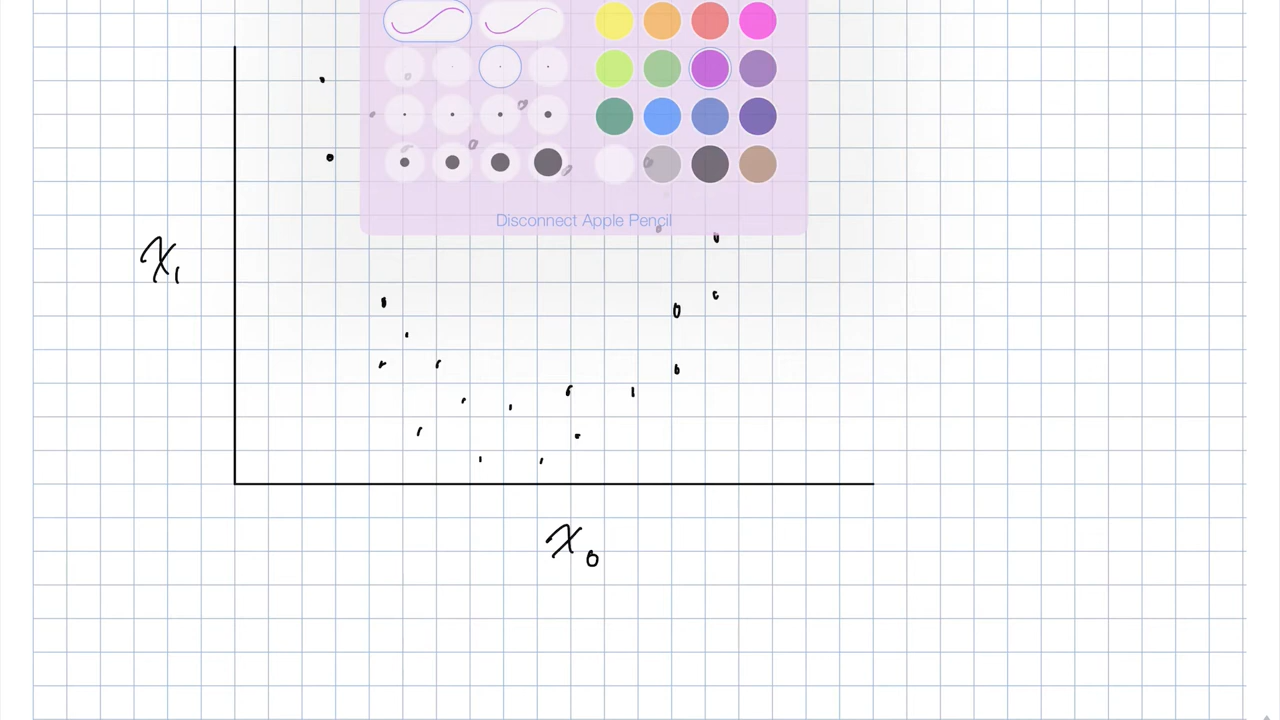 Disconnect Apple Pencil
x₁
x₀